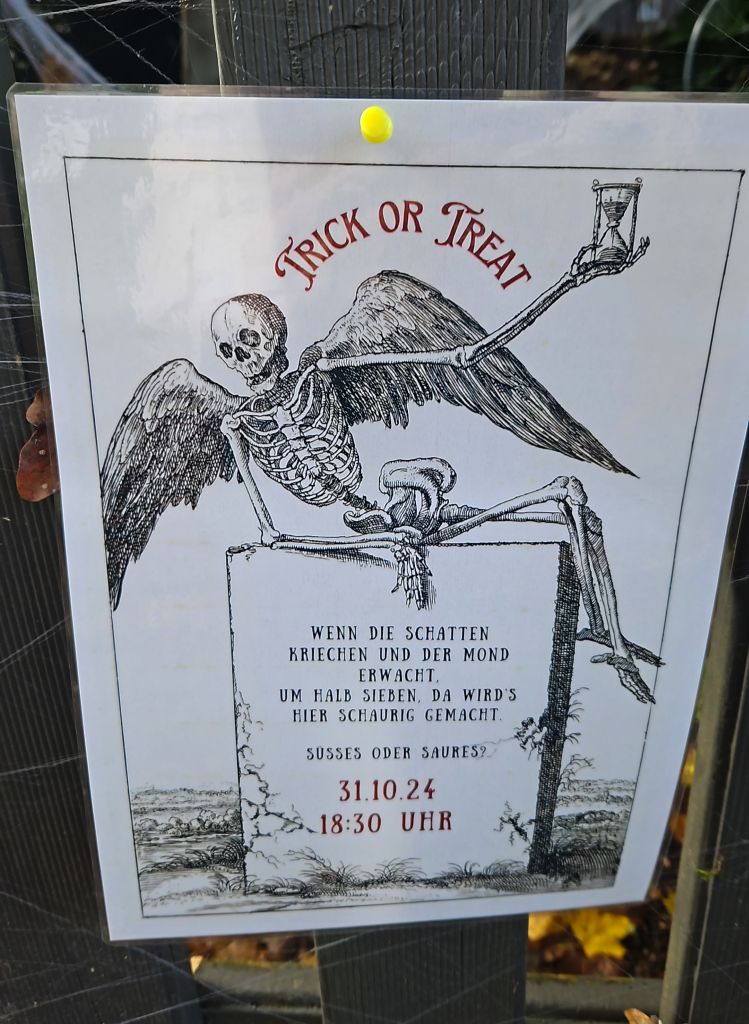 TRICK OR TREAT
WENN DIE SCHATTEN
KRIECHEN UND DER MOND
ERWACHT,
UM HALB SIEBEN, DA WIRD'S
HIER SCHAURIG GEMACHT.
SÜSSES ODER SAURES?
31.10.24
18:30 UHR